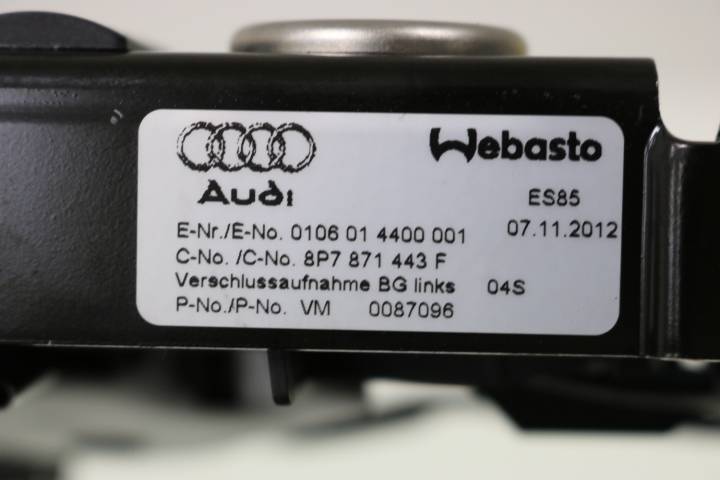 Audi
Webasto
ES85
E-Nr./E-No. 0106 01 4400 001 07.11.2012
C-No. /C-No. 8P7 871 443 F
Verschlussaufnahme BG links 04S
P-No./P-No. VM 0087096